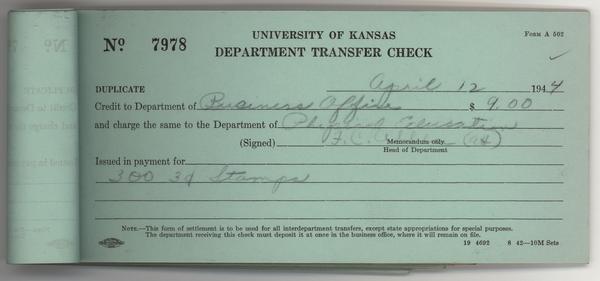 UNIVERSITY OF KANSAS
FORM A 502
No 7978
DEPARTMENT TRANSFER CHECK
DUPLICATE April 12 1944
Credit to Department of Business Office $ 9.00
and charge the same to the Department of Physical Education
(Signed) F.C. Allen
Memorandum only
Head of Department
Issued in payment for
300 3¢ Stamps
NOTE.—This form of settlement is to be used for all interdepartment transfers, except state appropriations for special purposes.
The department receiving this check must deposit it at once in the business office, where it will remain on file.
19 4692 8 42—10M Sets